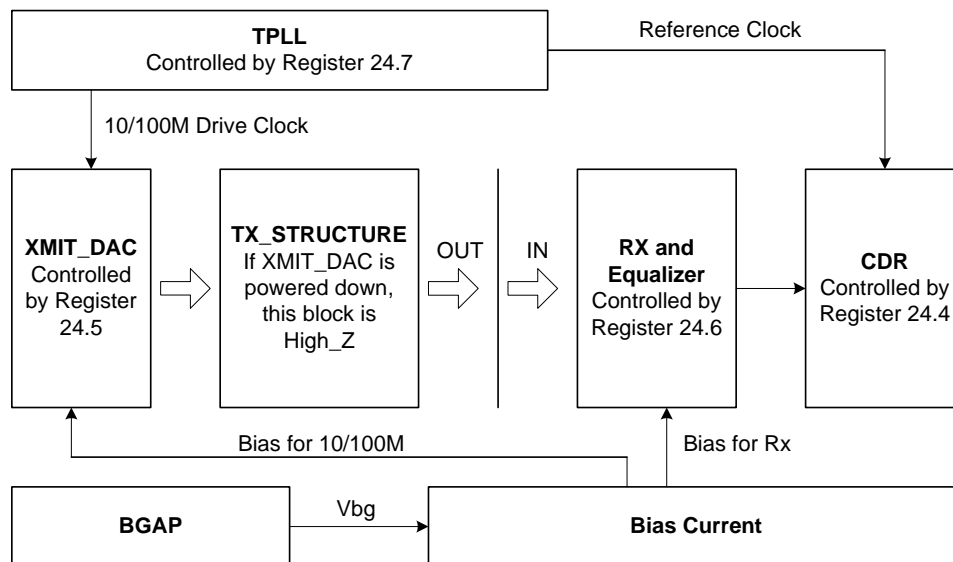 TPLL
Controlled by Register 24.7
Reference Clock
10/100M Drive Clock
XMIT_DAC
Controlled
by Register
24.5
TX_STRUCTURE
If XMIT_DAC is
powered down,
this block is
High_Z
OUT
IN
RX and
Equalizer
Controlled by
Register 24.6
CDR
Controlled by
Register 24.4
Bias for 10/100M
Bias for Rx
BGAP
Vbg
Bias Current